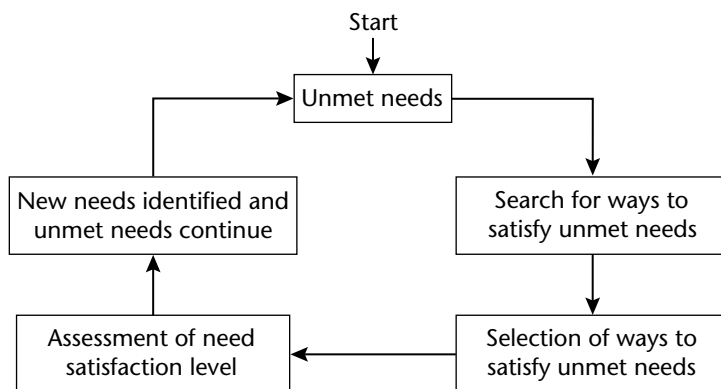 Start
Unmet needs
Search for ways to
satisfy unmet needs
Selection of ways to
satisfy unmet needs
Assessment of need
satisfaction level
New needs identified and
unmet needs continue